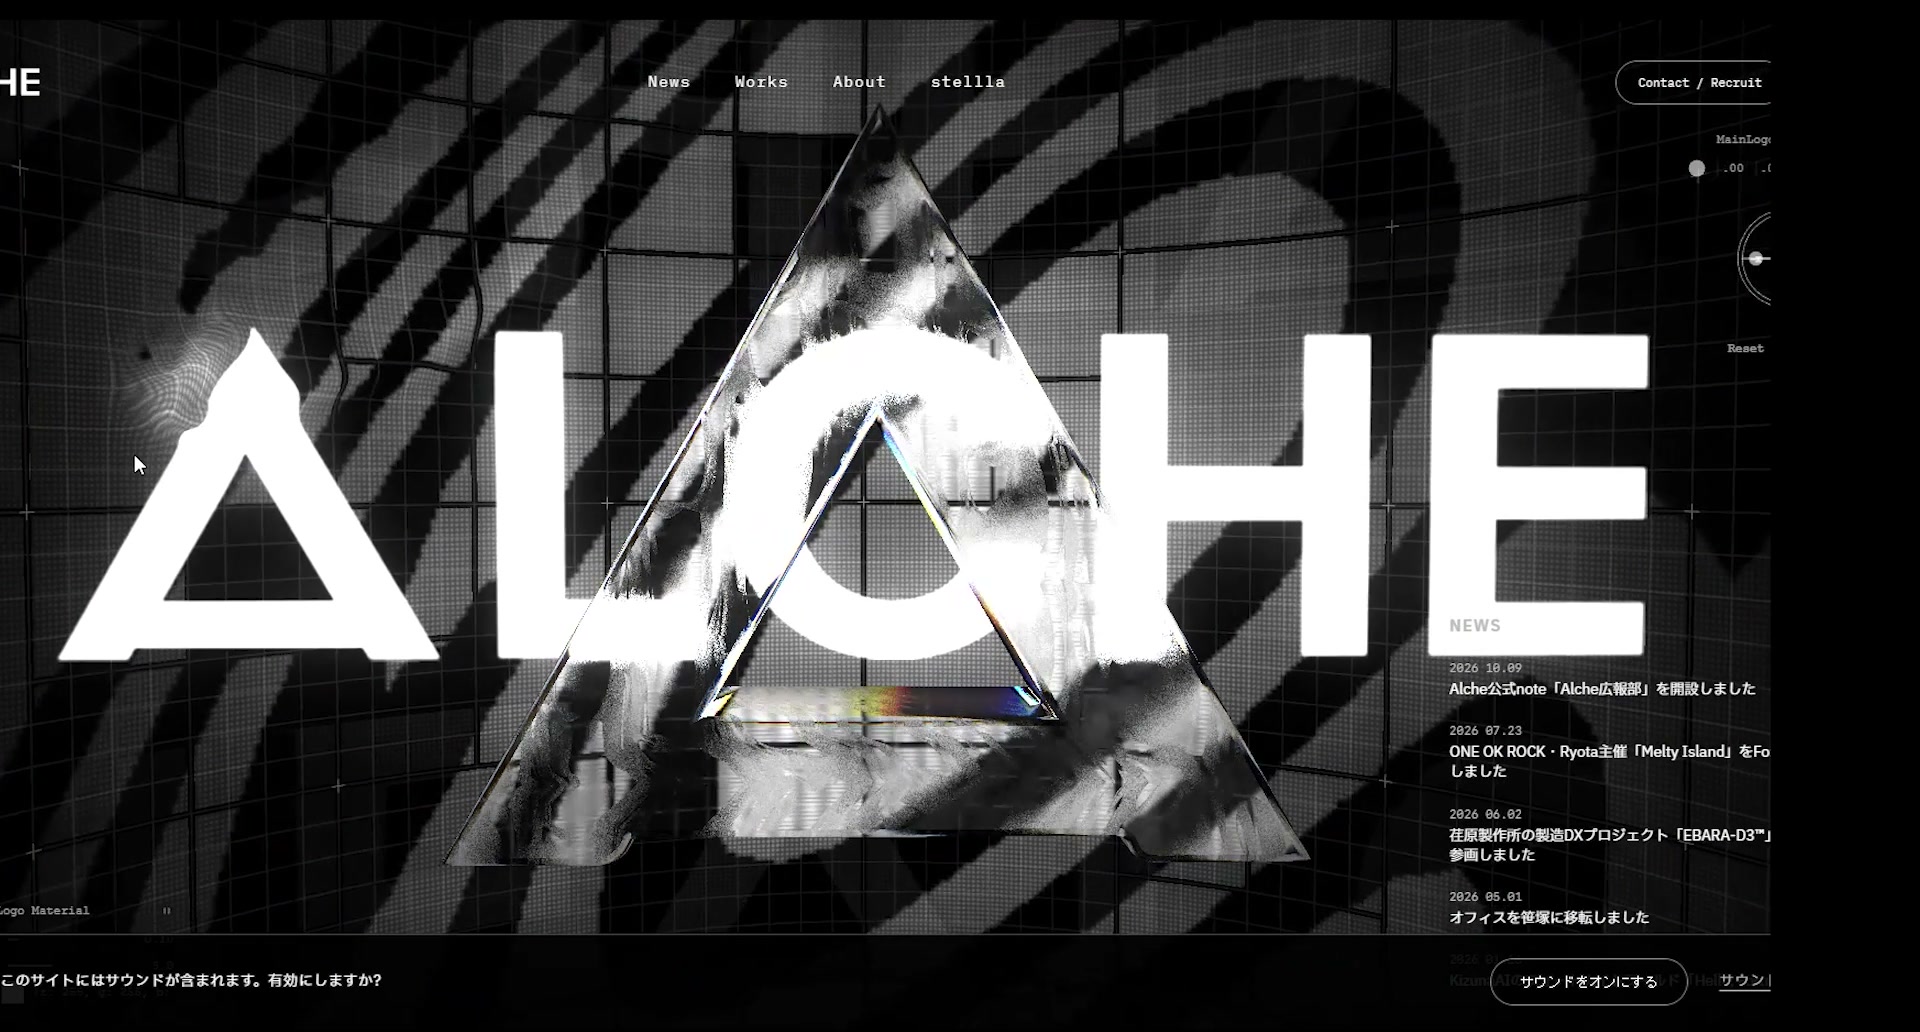 HE
News Works About stellla
Contact / Recruit
MainLogo
.00
Reset
ALCHE
NEWS
2026 10.09
Alche公式note「Alche広報部」を開設しました
2026 07.23
ONE OK ROCK・Ryota主催「Melty Island」をFo
しました
2026 06.02
荏原製作所の製造DXプロジェクト「EBARA-D3™」
参画しました
2026 05.01
オフィスを笹塚に移転しました
ogo Material
このサイトにはサウンドが含まれます。有効にしますか?
サウンドをオンにする
サウン